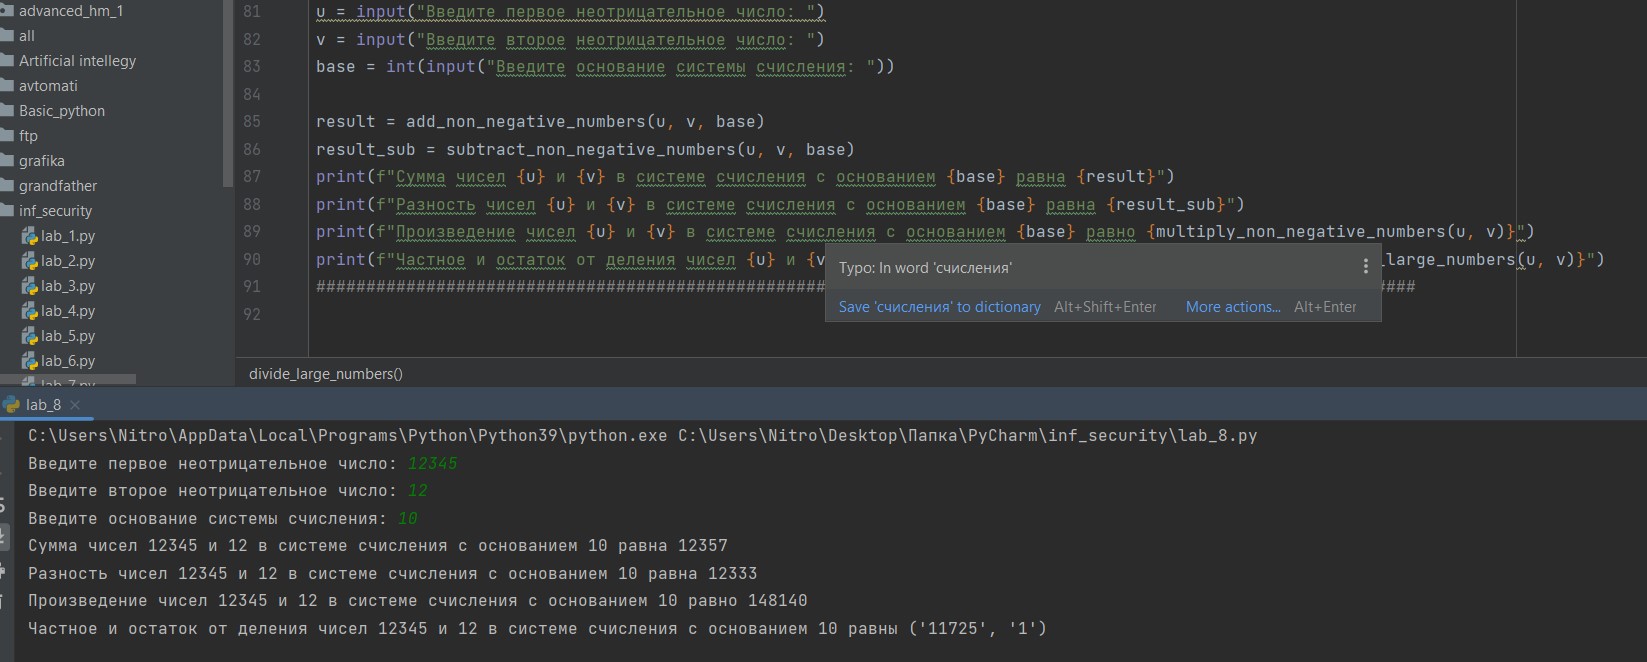 advanced_hm_1
all
Artificial intellegy
avtomati
Basic_python
ftp
grafika
grandfather
inf_security
lab_1.py
lab_2.py
lab_3.py
lab_4.py
lab_5.py
lab_6.py
lab_7.py
81 u = input("Введите первое неотрицательное число: ")
82 v = input("Введите второе неотрицательное число: ")
83 base = int(input("Введите основание системы счисления: "))
84
85 result = add_non_negative_numbers(u, v, base)
86 result_sub = subtract_non_negative_numbers(u, v, base)
87 print(f"Сумма чисел {u} и {v} в системе счисления с основанием {base} равна {result}")
88 print(f"Разность чисел {u} и {v} в системе счисления с основанием {base} равна {result_sub}")
89 print(f"Произведение чисел {u} и {v} в системе счисления с основанием {base} равно {multiply_non_negative_numbers(u, v)}")
90 print(f"Частное и остаток от деления чисел {u} и {v _large_numbers(u, v)}")
91 ##############################################################################################################
92
Typo: In word 'счисления'
Save 'счисления' to dictionary Alt+Shift+Enter More actions... Alt+Enter
divide_large_numbers()
lab_8
C:\Users\Nitro\AppData\Local\Programs\Python\Python39\python.exe C:\Users\Nitro\Desktop\Папка\PyCharm\inf_security\lab_8.py
Введите первое неотрицательное число: 12345
Введите второе неотрицательное число: 12
Введите основание системы счисления: 10
Сумма чисел 12345 и 12 в системе счисления с основанием 10 равна 12357
Разность чисел 12345 и 12 в системе счисления с основанием 10 равна 12333
Произведение чисел 12345 и 12 в системе счисления с основанием 10 равно 148140
Частное и остаток от деления чисел 12345 и 12 в системе счисления с основанием 10 равны ('11725', '1')